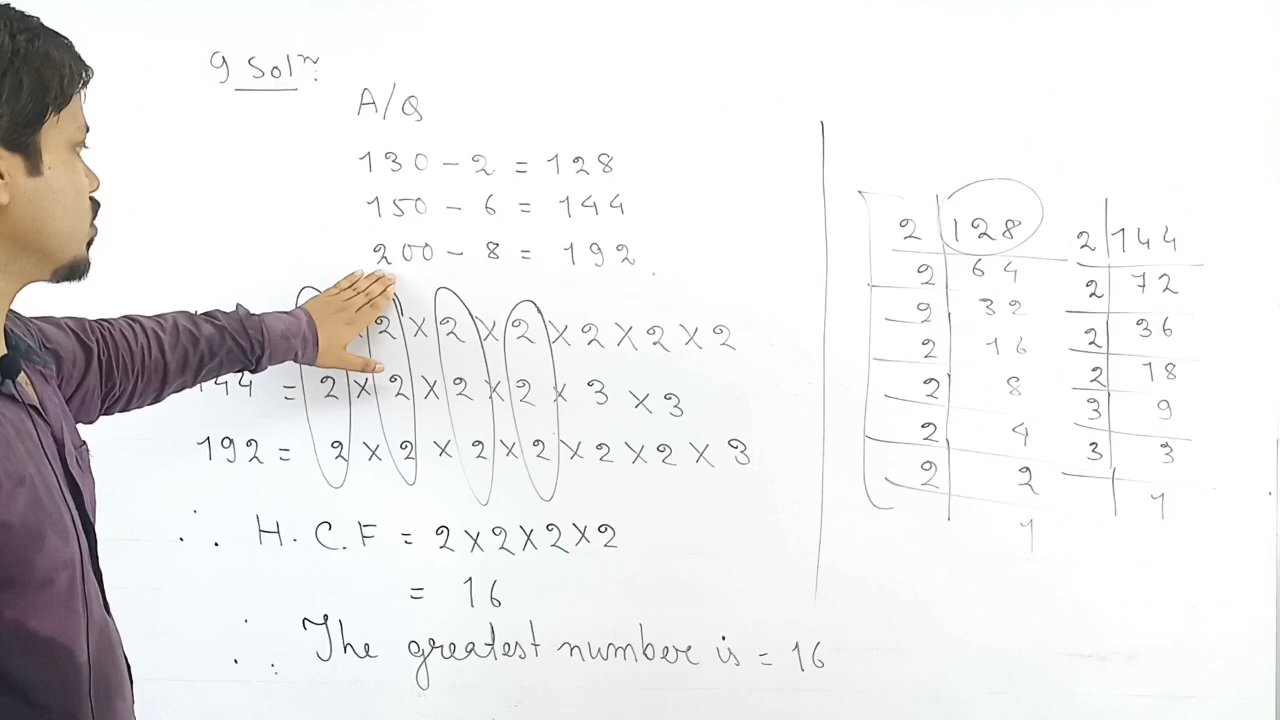 9 Solⁿ:
A/Q
130 - 2 = 128
150 - 6 = 144
200 - 8 = 192
2 × 2 × 2 × 2 × 2 × 2
144 = 2 × 2 × 2 × 2 × 3 × 3
192 = 2 × 2 × 2 × 2 × 2 × 2 × 3
∴ H.C.F = 2×2×2×2
= 16
∴ The greatest number is = 16
2 128
2 64
2 32
2 16
2 8
2 4
2 2
1
2 144
2 72
2 36
2 18
3 9
3 3
1